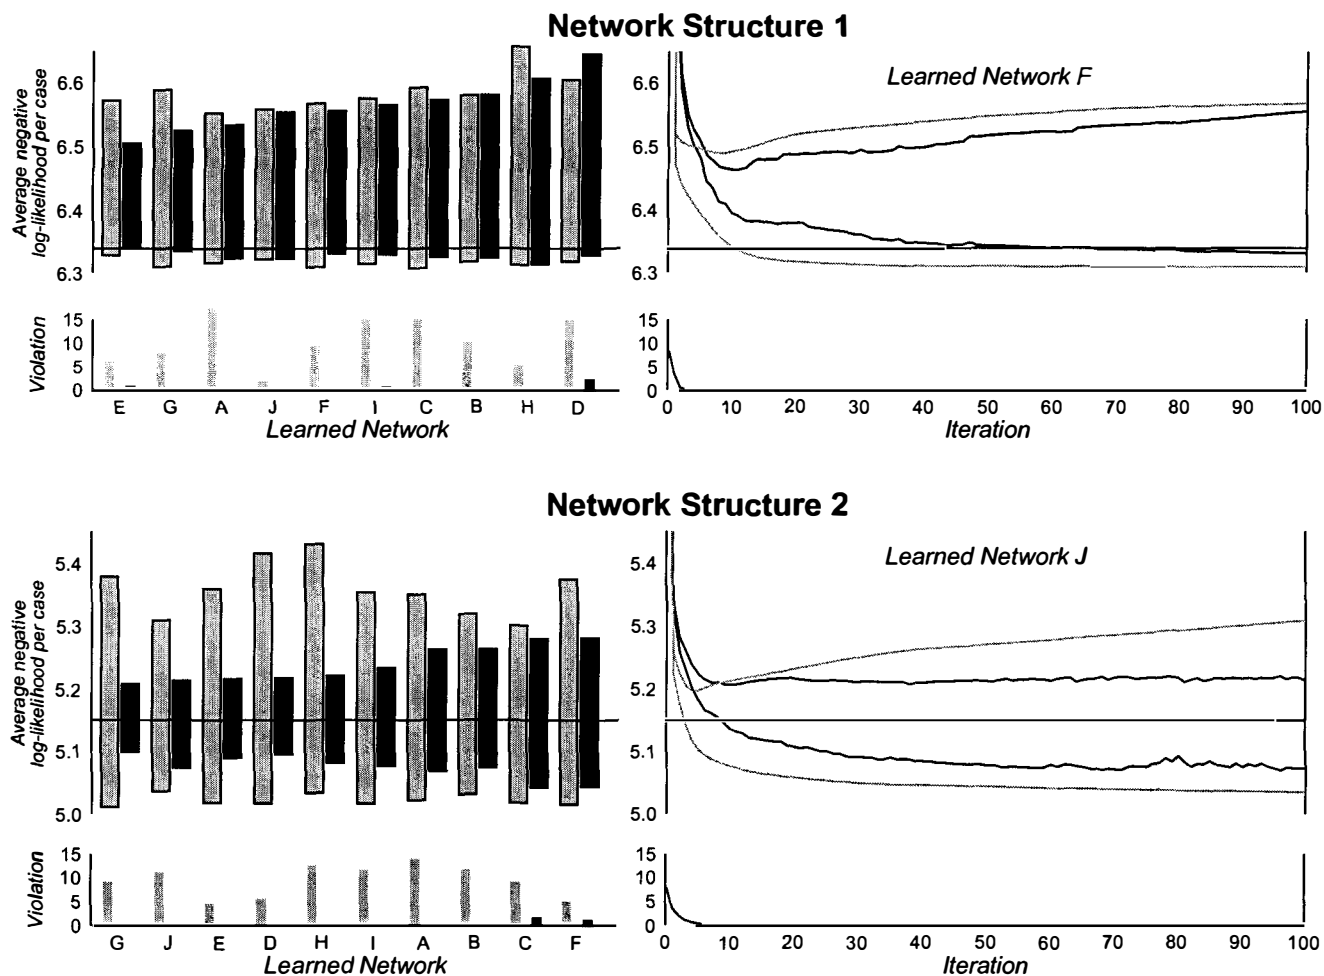 Network Structure 1
Average negative
log-likelihood per case
6.6
6.5
6.4
6.3
Violation
15
10
5
0
E G A J F I C B H D
Learned Network
Learned Network F
6.6
6.5
6.4
6.3
15
10
5
0
0 10 20 30 40 50 60 70 80 90 100
Iteration
Network Structure 2
Average negative
log-likelihood per case
5.4
5.3
5.2
5.1
5.0
Violation
15
10
5
0
G J E D H I A B C F
Learned Network
Learned Network J
5.4
5.3
5.2
5.1
5.0
15
10
5
0
0 10 20 30 40 50 60 70 80 90 100
Iteration